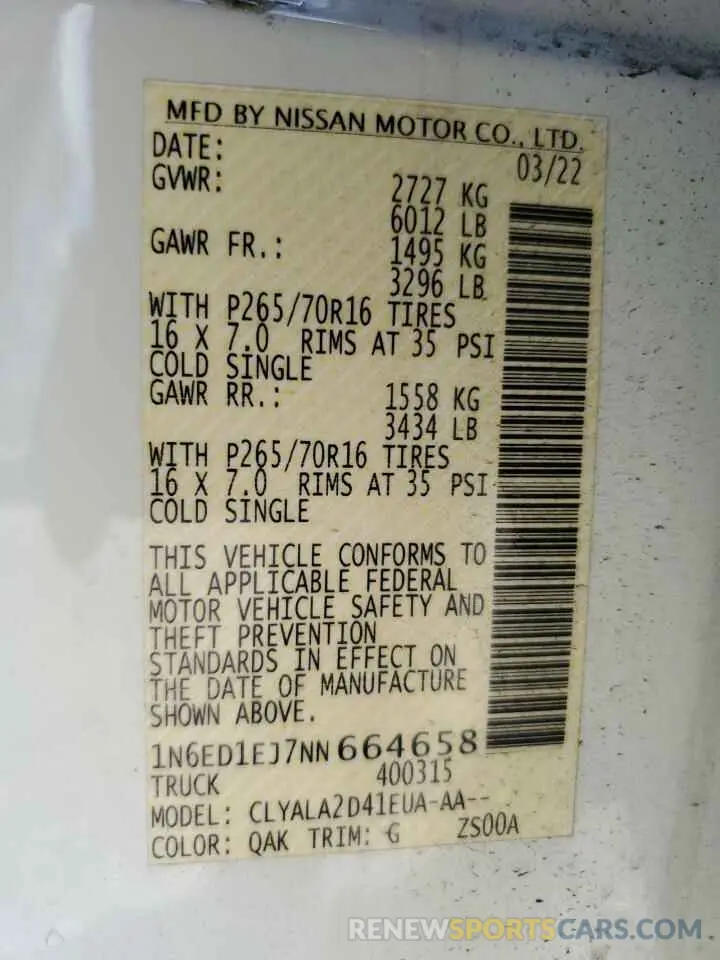 MFD BY NISSAN MOTOR CO., LTD.
DATE: 03/22
GVWR: 2727 KG
6012 LB
GAWR FR.: 1495 KG
3296 LB
WITH P265/70R16 TIRES
16 X 7.0 RIMS AT 35 PSI
COLD SINGLE
GAWR RR.: 1558 KG
3434 LB
WITH P265/70R16 TIRES
16 X 7.0 RIMS AT 35 PSI
COLD SINGLE
THIS VEHICLE CONFORMS TO
ALL APPLICABLE FEDERAL
MOTOR VEHICLE SAFETY AND
THEFT PREVENTION
STANDARDS IN EFFECT ON
THE DATE OF MANUFACTURE
SHOWN ABOVE.
1N6ED1EJ7NN664658
TRUCK 400315
MODEL: CLYALA2D41EUA-AA--
COLOR: QAK TRIM: G ZS00A
RENEWSPORTSCARS.COM